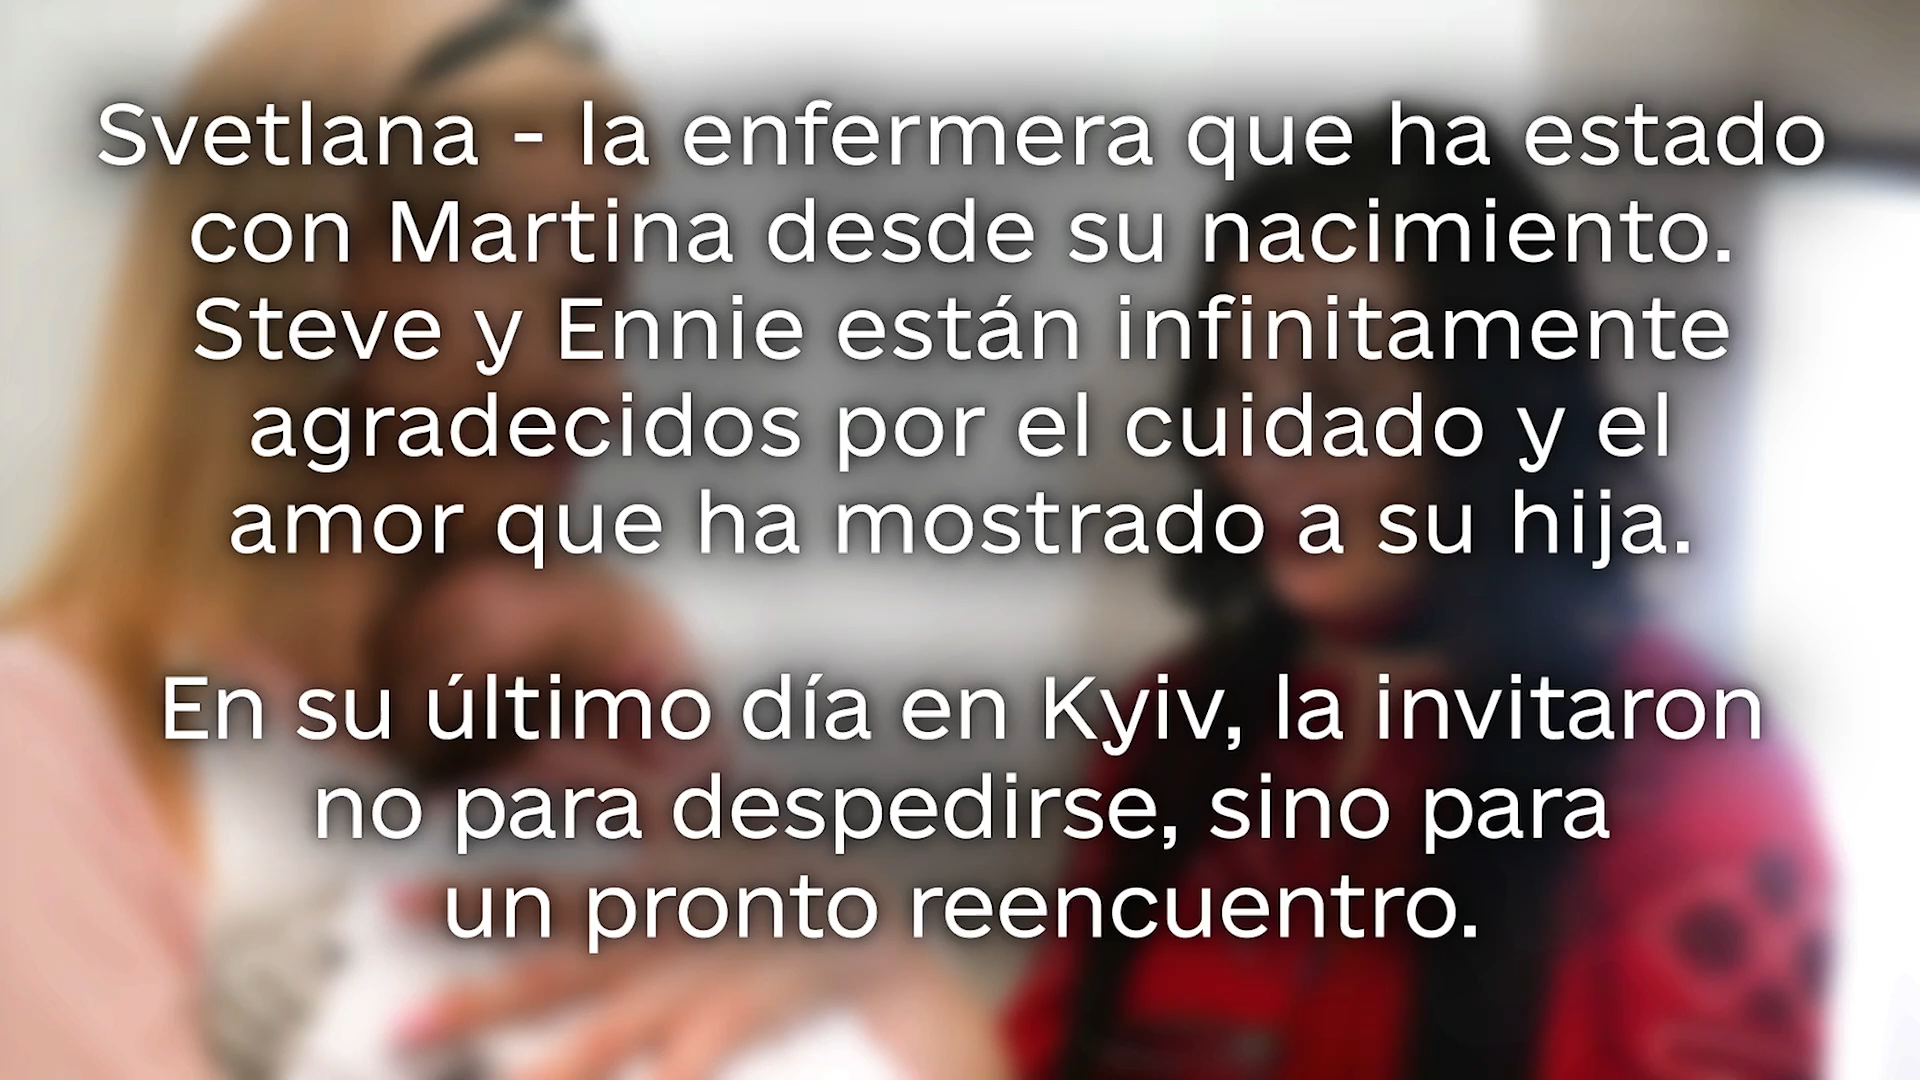 Svetlana - la enfermera que ha estado
con Martina desde su nacimiento.
Steve y Ennie están infinitamente
agradecidos por el cuidado y el
amor que ha mostrado a su hija.
En su último día en Kyiv, la invitaron
no para despedirse, sino para
un pronto reencuentro.